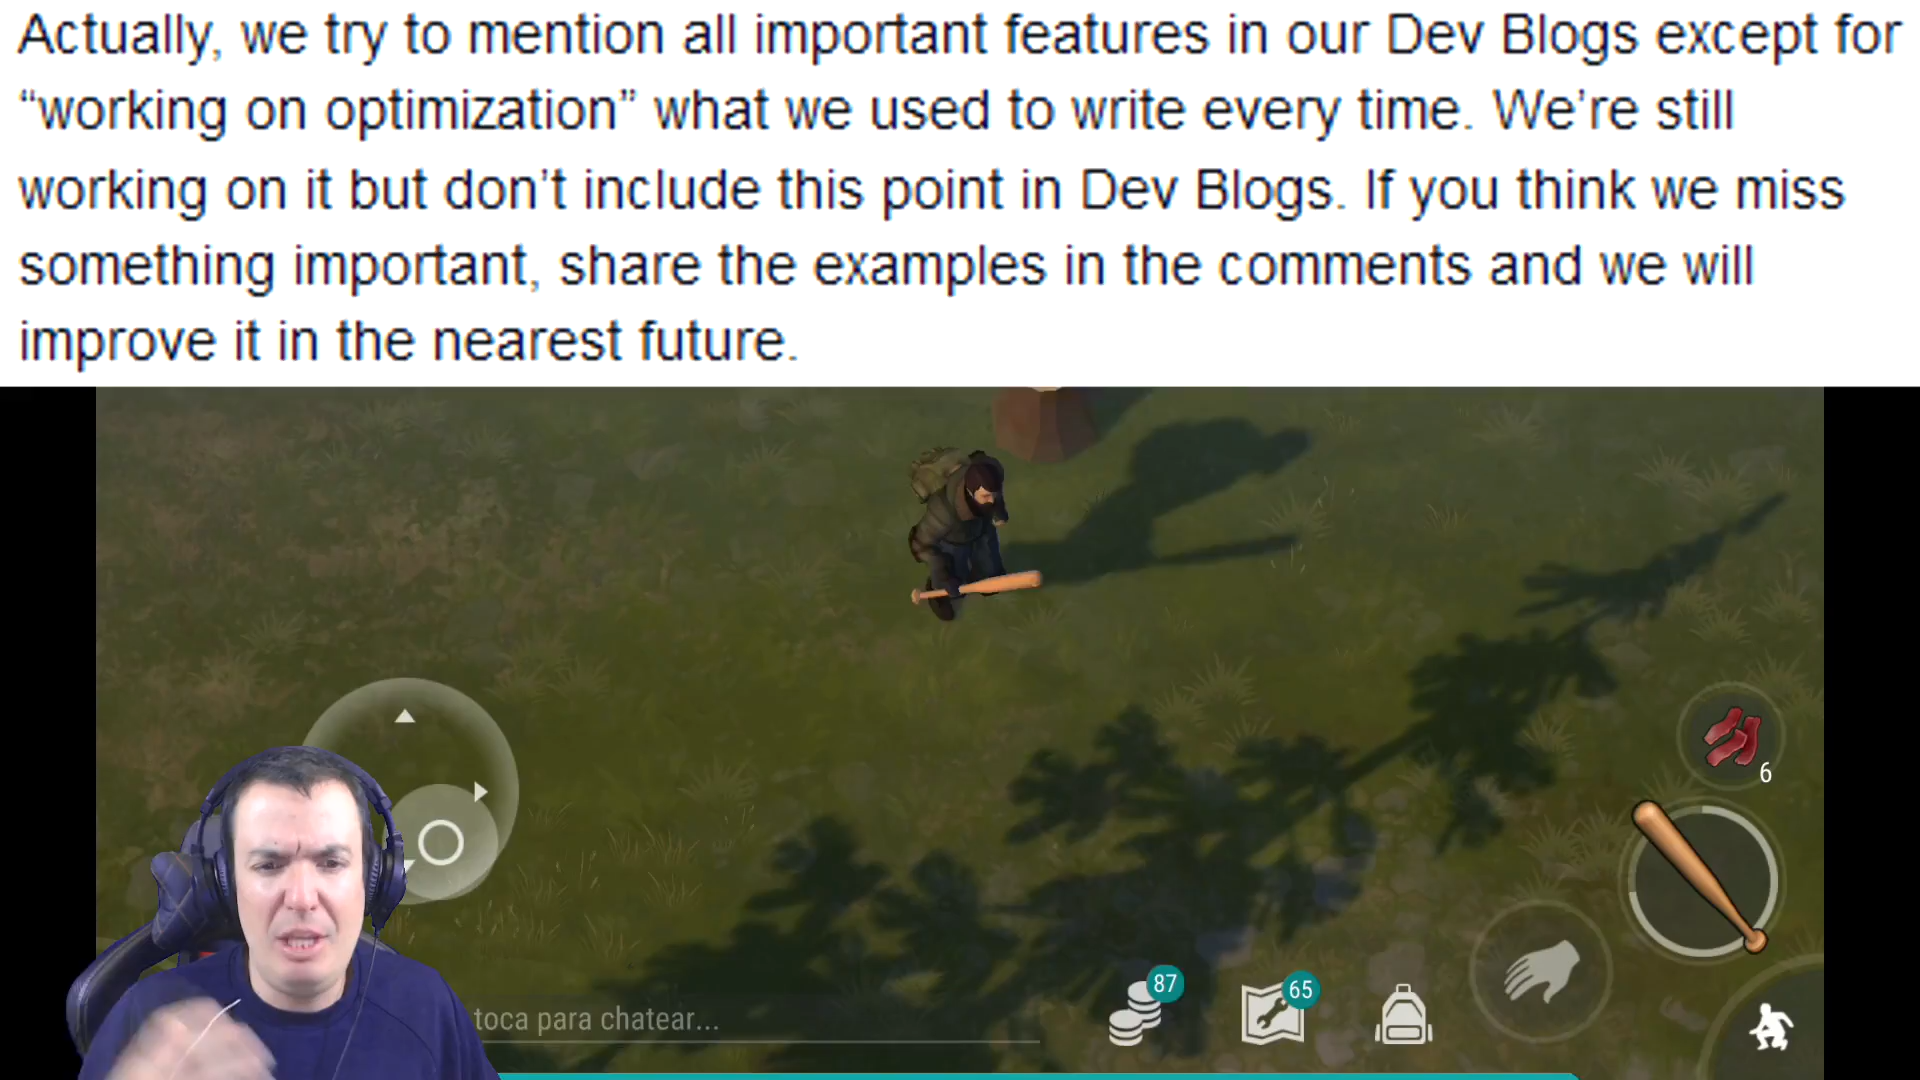 Actually, we try to mention all important features in our Dev Blogs except for
“working on optimization” what we used to write every time. We’re still
working on it but don’t include this point in Dev Blogs. If you think we miss
something important, share the examples in the comments and we will
improve it in the nearest future.
6
87
65
toca para chatear...